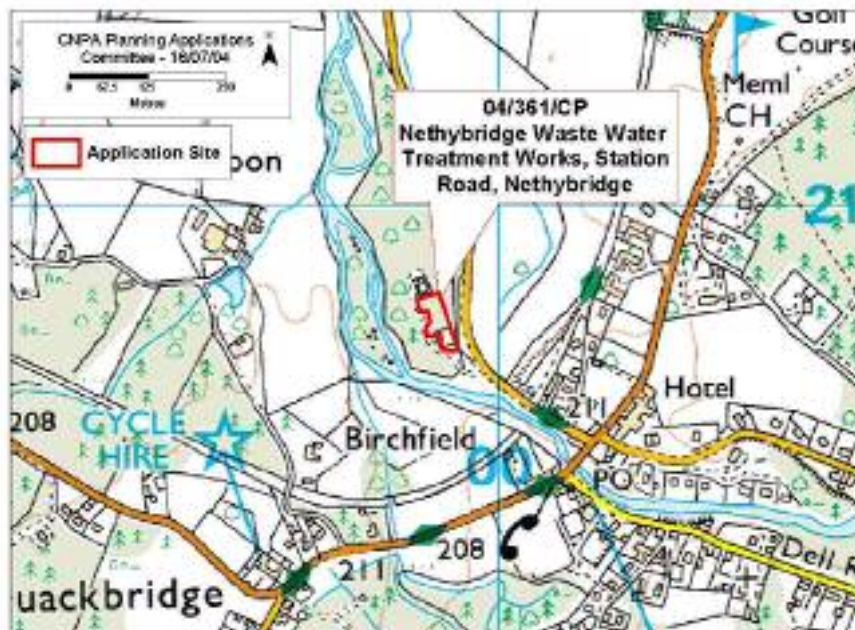 CNPA Planning Applications
Committee - 16/07/04
0 62.5 125 250
Metres
Application Site
04/361/CP
Nethybridge Waste Water
Treatment Works, Station
Road, Nethybridge
Golf
Course
Meml
CH
oon
21
208
CYCLE
HIRE
Birchfield
00
211
Hotel
PO
208
211
Dell R
uackbridge